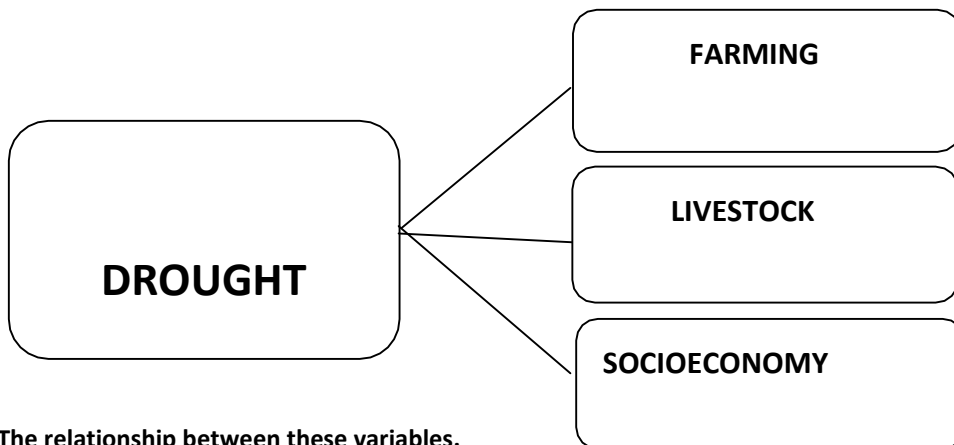 FARMING
LIVESTOCK
DROUGHT
SOCIOECONOMY
The relationship between these variables.